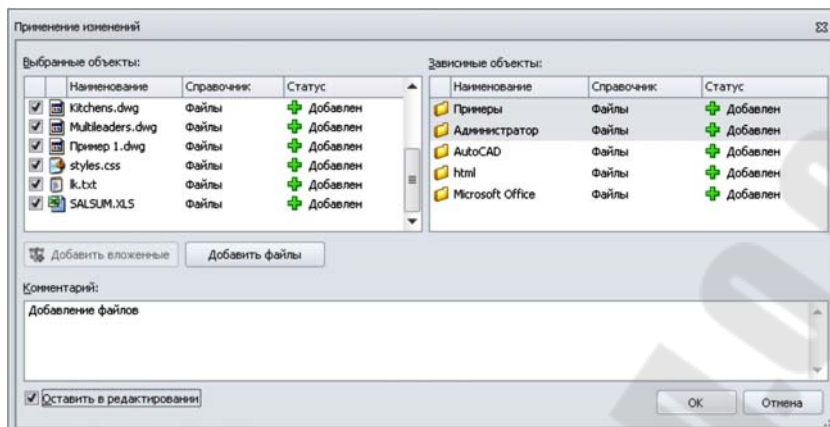 Применение изменений
Выбранные объекты:
Наименование Справочник Статус
Kitchens.dwg Файлы Добавлен
Multileaders.dwg Файлы Добавлен
Пример 1.dwg Файлы Добавлен
styles.css Файлы Добавлен
lk.txt Файлы Добавлен
SALSUM.XLS Файлы Добавлен
Зависимые объекты:
Наименование Справочник Статус
Примеры Файлы Добавлен
Администратор Файлы Добавлен
AutoCAD Файлы Добавлен
html Файлы Добавлен
Microsoft Office Файлы Добавлен
Добавить вложенные Добавить файлы
Комментарий:
Добавление файлов
Оставить в редактировании
OK Отмена